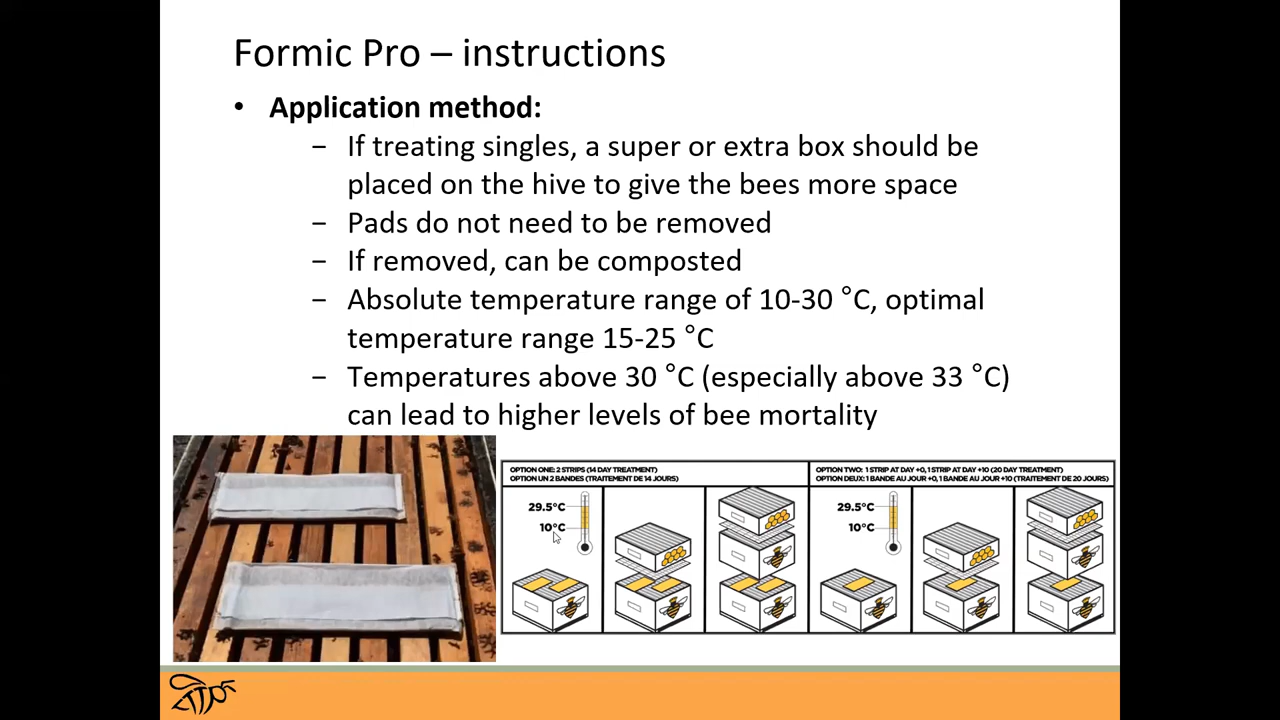 Formic Pro – instructions
• Application method:
– If treating singles, a super or extra box should be
placed on the hive to give the bees more space
– Pads do not need to be removed
– If removed, can be composted
– Absolute temperature range of 10-30 °C, optimal
temperature range 15-25 °C
– Temperatures above 30 °C (especially above 33 °C)
can lead to higher levels of bee mortality
OPTION ONE: 2 STRIPS (14 DAY TREATMENT)
OPTION UN 2 BANDES (TRAITEMENT DE 14 JOURS)
29.5°C
10°C
OPTION TWO: 1 STRIP AT DAY +0, 1 STRIP AT DAY +10 (20 DAY TREATMENT)
OPTION DEUX: 1 BANDE AU JOUR +0, 1 BANDE AU JOUR +10 (TRAITEMENT DE 20 JOURS)
29.5°C
10°C